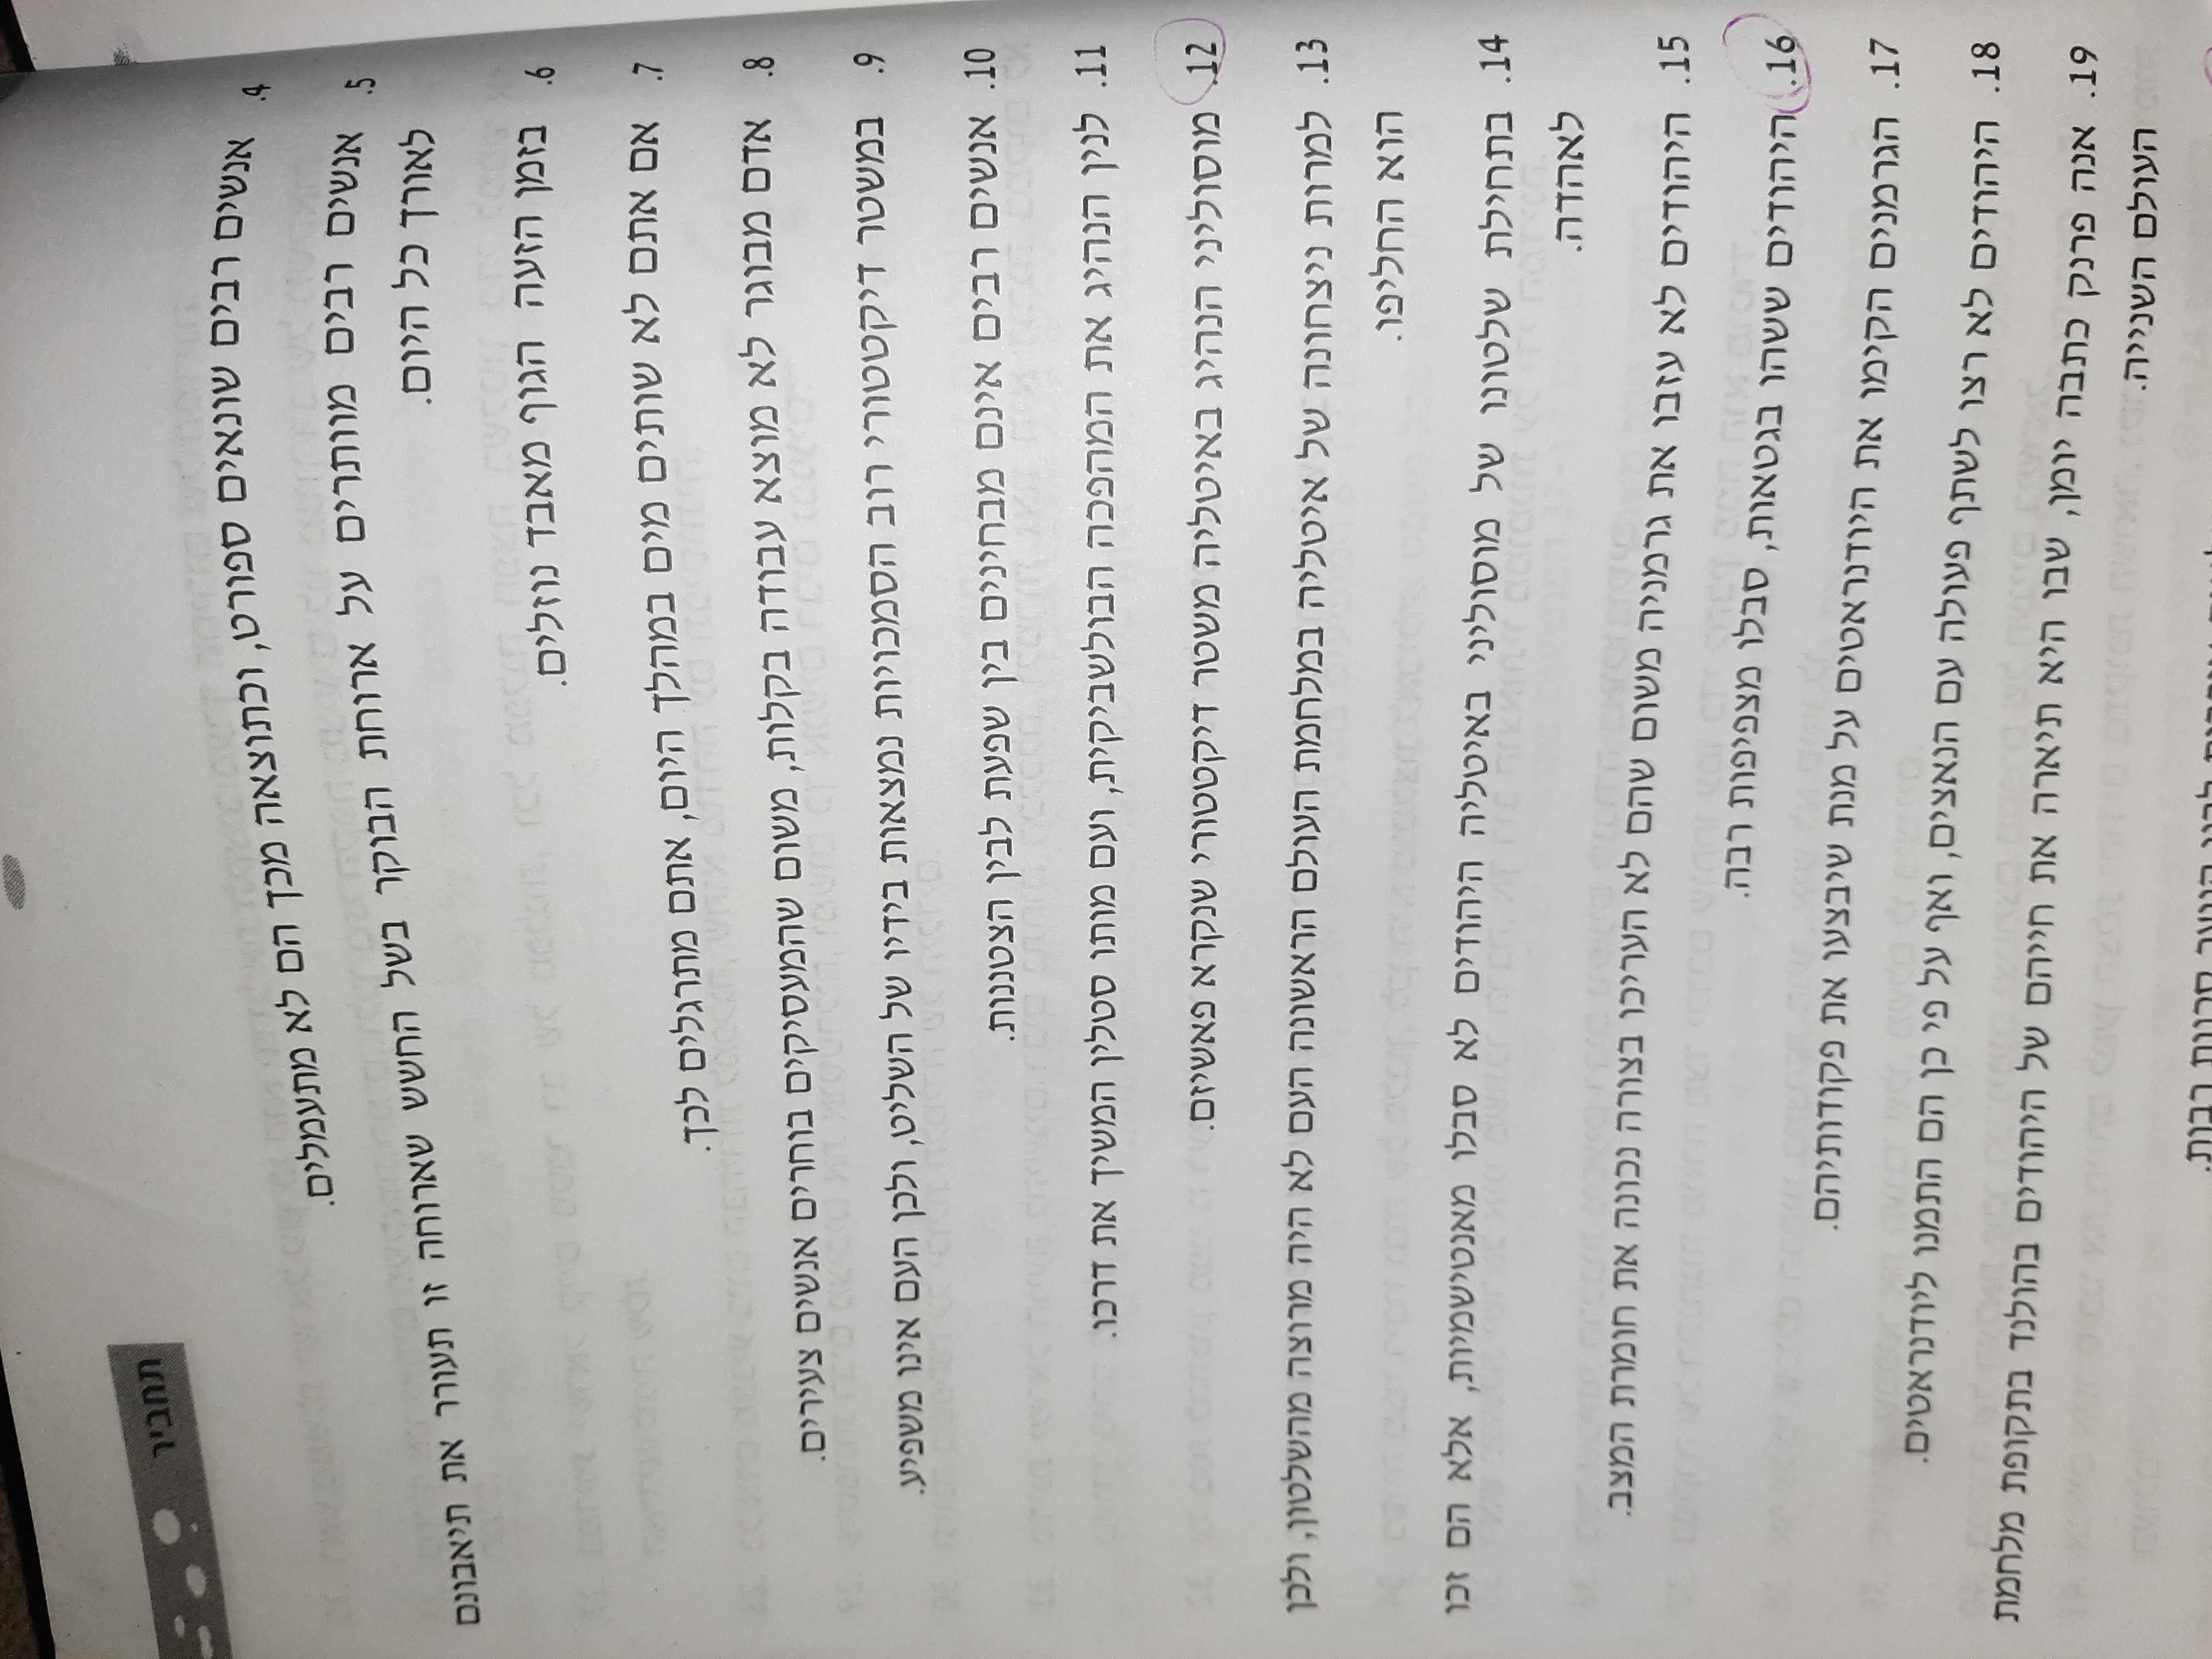 תחביר
4. אנשים רבים שונאים ספורט, וכתוצאה מכך הם לא מתעמלים.
5. אנשים רבים מוותרים על ארוחת הבוקר בשל החשש שארוחה זו תעורר את תיאבונם
לאורך כל היום.
6. בזמן הזעה הגוף מאבד נוזלים.
7. אם אתם לא שותים מים במהלך היום, אתם מתרגלים לכך.
8. אדם מבוגר לא מוצא עבודה בקלות, משום שהמעסיקים בוחרים אנשים צעירים.
9. במשטר דיקטטורי רוב הסמכויות נמצאות בידיו של השליט, ולכן העם אינו משפיע.
10. אנשים רבים אינם מבחינים בין שפעת לבין הצטננות.
11. לנין הנהיג את המהפכה הבולשביקית, ועם מותו סטלין המשיך את דרכו.
12. מוסוליני הנהיג באיטליה משטר דיקטטורי שנקרא פאשיזם.
13. למרות ניצחונה של איטליה במלחמת העולם הראשונה העם לא היה מרוצה מהשלטון, ולכן
הוא החליפו.
14. בתחילת שלטונו של מוסוליני באיטליה היהודים לא סבלו מאנטישמיות, אלא הם זכו
לאהדה.
15. היהודים לא עזבו את גרמניה משום שהם לא העריכו בצורה נכונה את חומרת המצב.
16. היהודים ששהו בגטאות, סבלו מצפיפות רבה.
17. הגרמנים הקימו את היודנראטים על מנת שיבצעו את פקודותיהם.
18. היהודים לא רצו לשתף פעולה עם הנאצים, ואף על פי כן הם התמנו ליודנראטים.
19. אנה פרנק כתבה יומן, שבו היא תיארה את חייהם של היהודים בהולנד בתקופת מלחמת
העולם השנייה.
רבות.